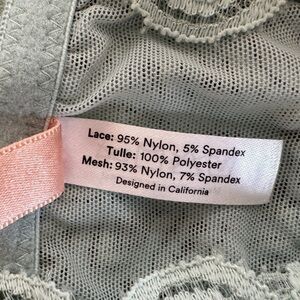 Lace: 95% Nylon, 5% Spandex
Tulle: 100% Polyester
Mesh: 93% Nylon, 7% Spandex
Designed in California